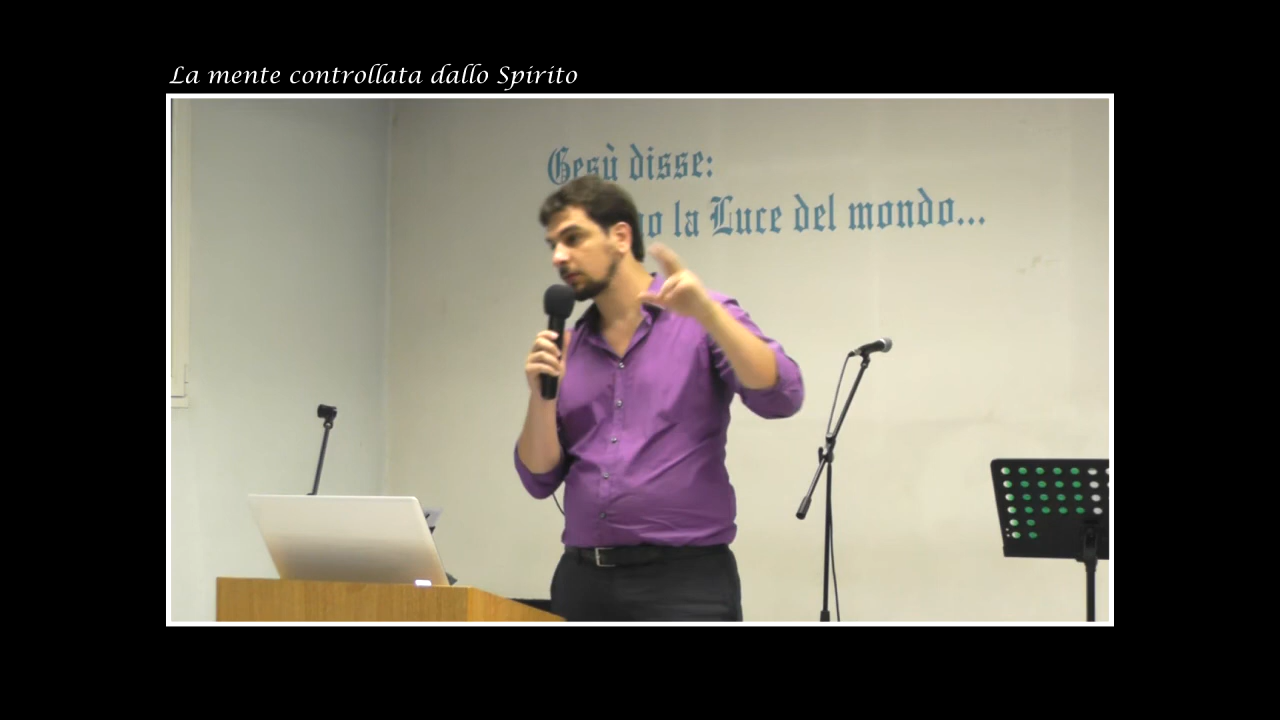 La mente controllata dallo Spirito
Gesù disse:
la Luce del mondo...